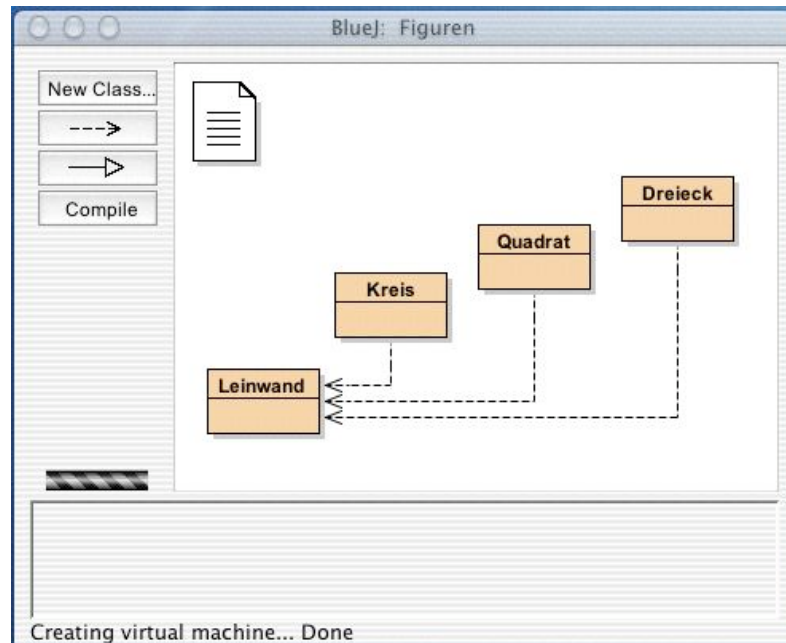 BlueJ: Figuren
New Class...
Compile
Dreieck
Quadrat
Kreis
Leinwand
Creating virtual machine... Done